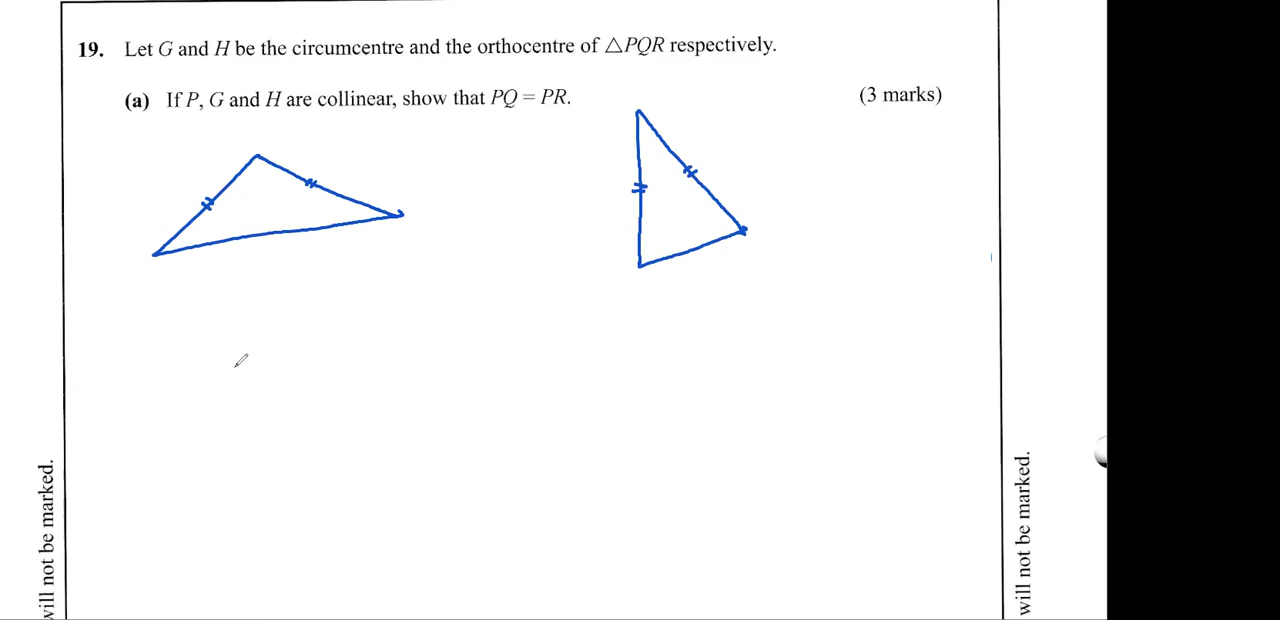 19. Let G and H be the circumcentre and the orthocentre of △PQR respectively.
(a) If P, G and H are collinear, show that PQ = PR. (3 marks)
will not be marked.
will not be marked.